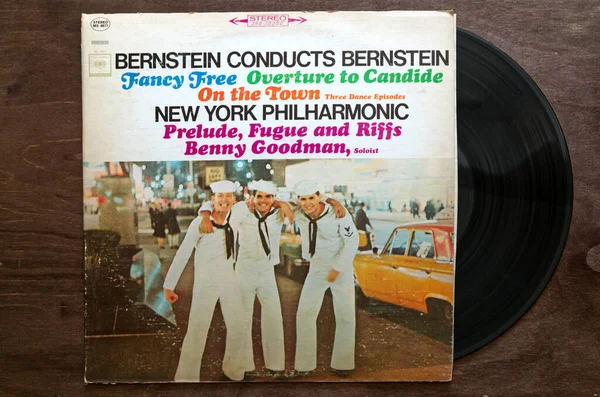 STEREO
BERNSTEIN CONDUCTS BERNSTEIN
Fancy Free Overture to Candide
On the Town Three Dance Episodes
NEW YORK PHILHARMONIC
Prelude, Fugue and Riffs
Benny Goodman, Soloist